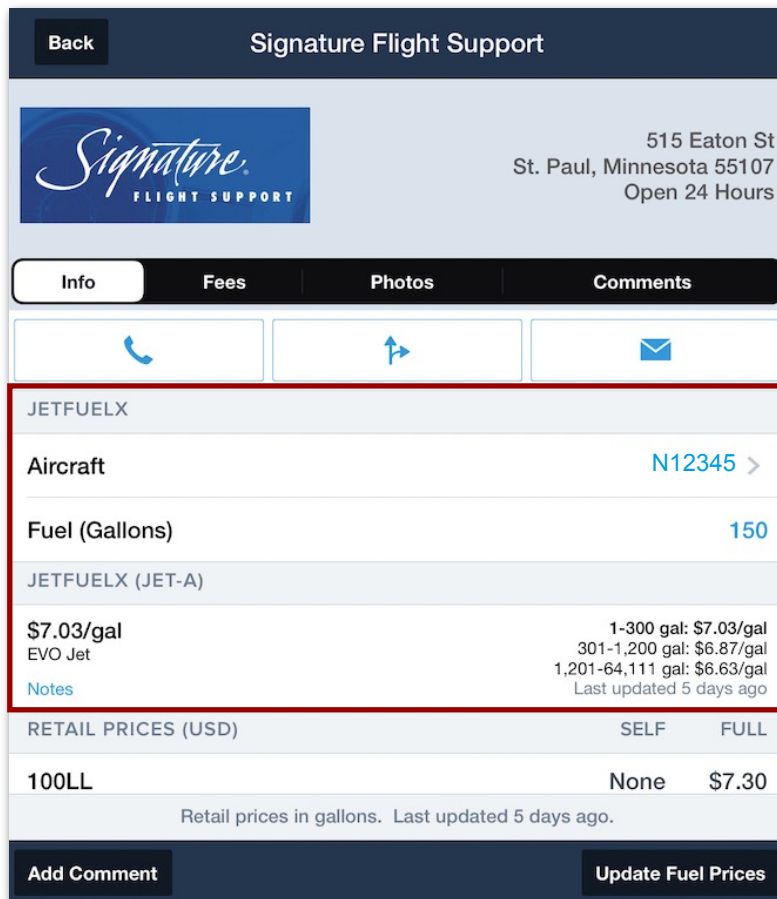 Back
Signature Flight Support
Signature.
FLIGHT SUPPORT
515 Eaton St
St. Paul, Minnesota 55107
Open 24 Hours
Info Fees Photos Comments
JETFUELX
Aircraft N12345
Fuel (Gallons) 150
JETFUELX (JET-A)
$7.03/gal
EVO Jet
Notes
1-300 gal: $7.03/gal
301-1,200 gal: $6.87/gal
1,201-64,111 gal: $6.63/gal
Last updated 5 days ago
RETAIL PRICES (USD) SELF FULL
100LL None $7.30
Retail prices in gallons. Last updated 5 days ago.
Add Comment Update Fuel Prices